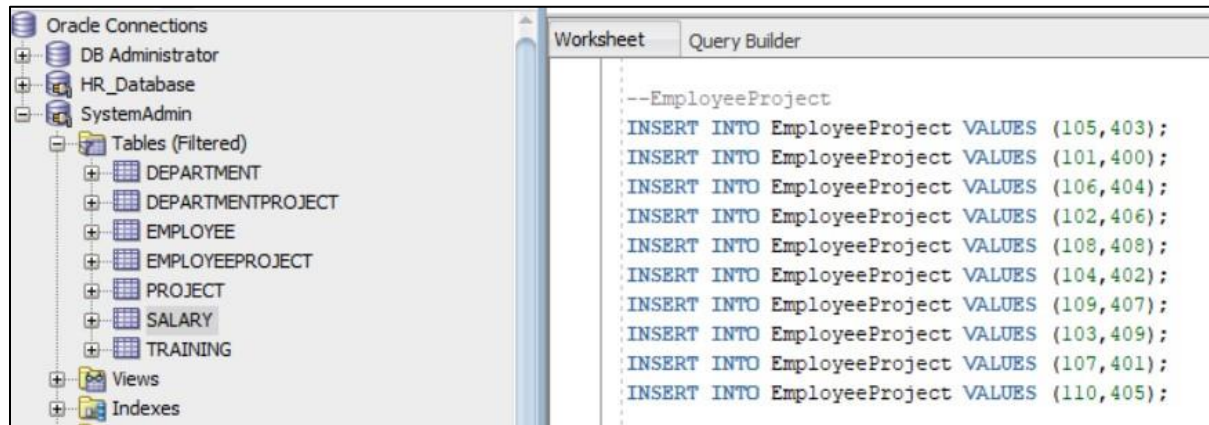 Oracle Connections
DB Administrator
HR_Database
SystemAdmin
Tables (Filtered)
DEPARTMENT
DEPARTMENTPROJECT
EMPLOYEE
EMPLOYEEPROJECT
PROJECT
SALARY
TRAINING
Views
Indexes
Worksheet Query Builder
--EmployeeProject
INSERT INTO EmployeeProject VALUES (105,403);
INSERT INTO EmployeeProject VALUES (101,400);
INSERT INTO EmployeeProject VALUES (106,404);
INSERT INTO EmployeeProject VALUES (102,406);
INSERT INTO EmployeeProject VALUES (108,408);
INSERT INTO EmployeeProject VALUES (104,402);
INSERT INTO EmployeeProject VALUES (109,407);
INSERT INTO EmployeeProject VALUES (103,409);
INSERT INTO EmployeeProject VALUES (107,401);
INSERT INTO EmployeeProject VALUES (110,405);